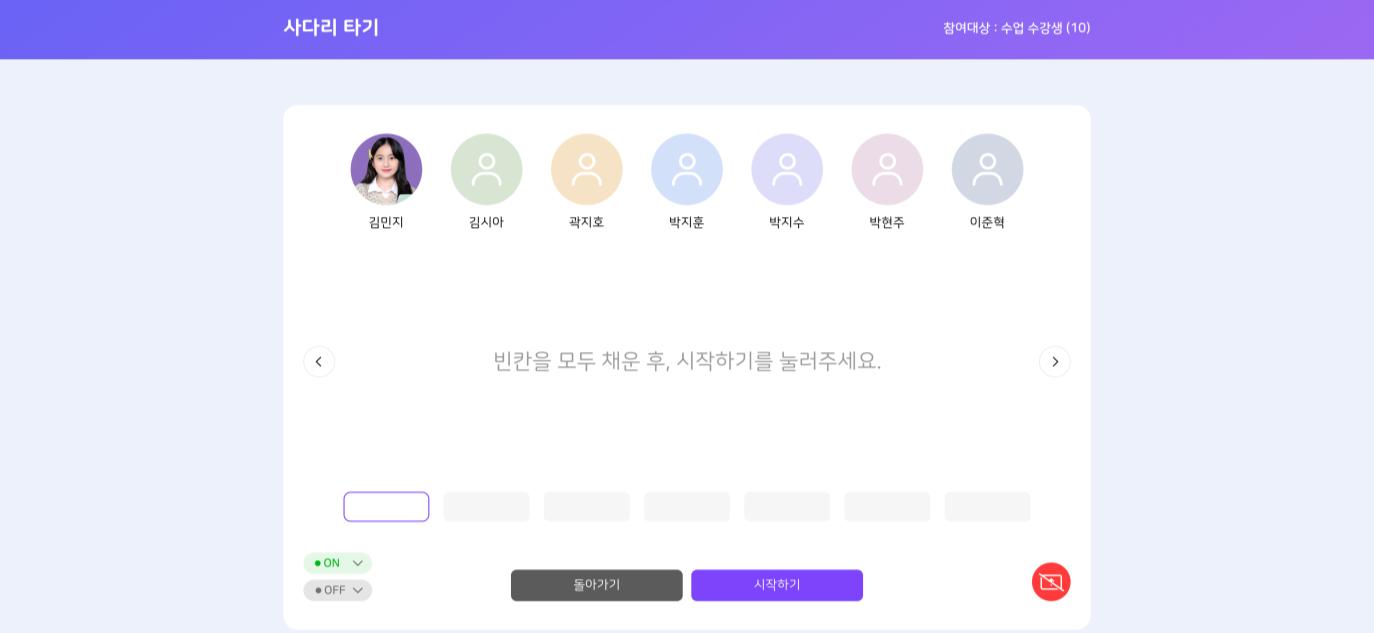 사다리 타기
참여대상 : 수업 수강생 (10)
김민지 김시아 곽지호 박지훈 박지수 박현주 이준혁
빈칸을 모두 채운 후, 시작하기를 눌러주세요.
ON
OFF
돌아가기 시작하기